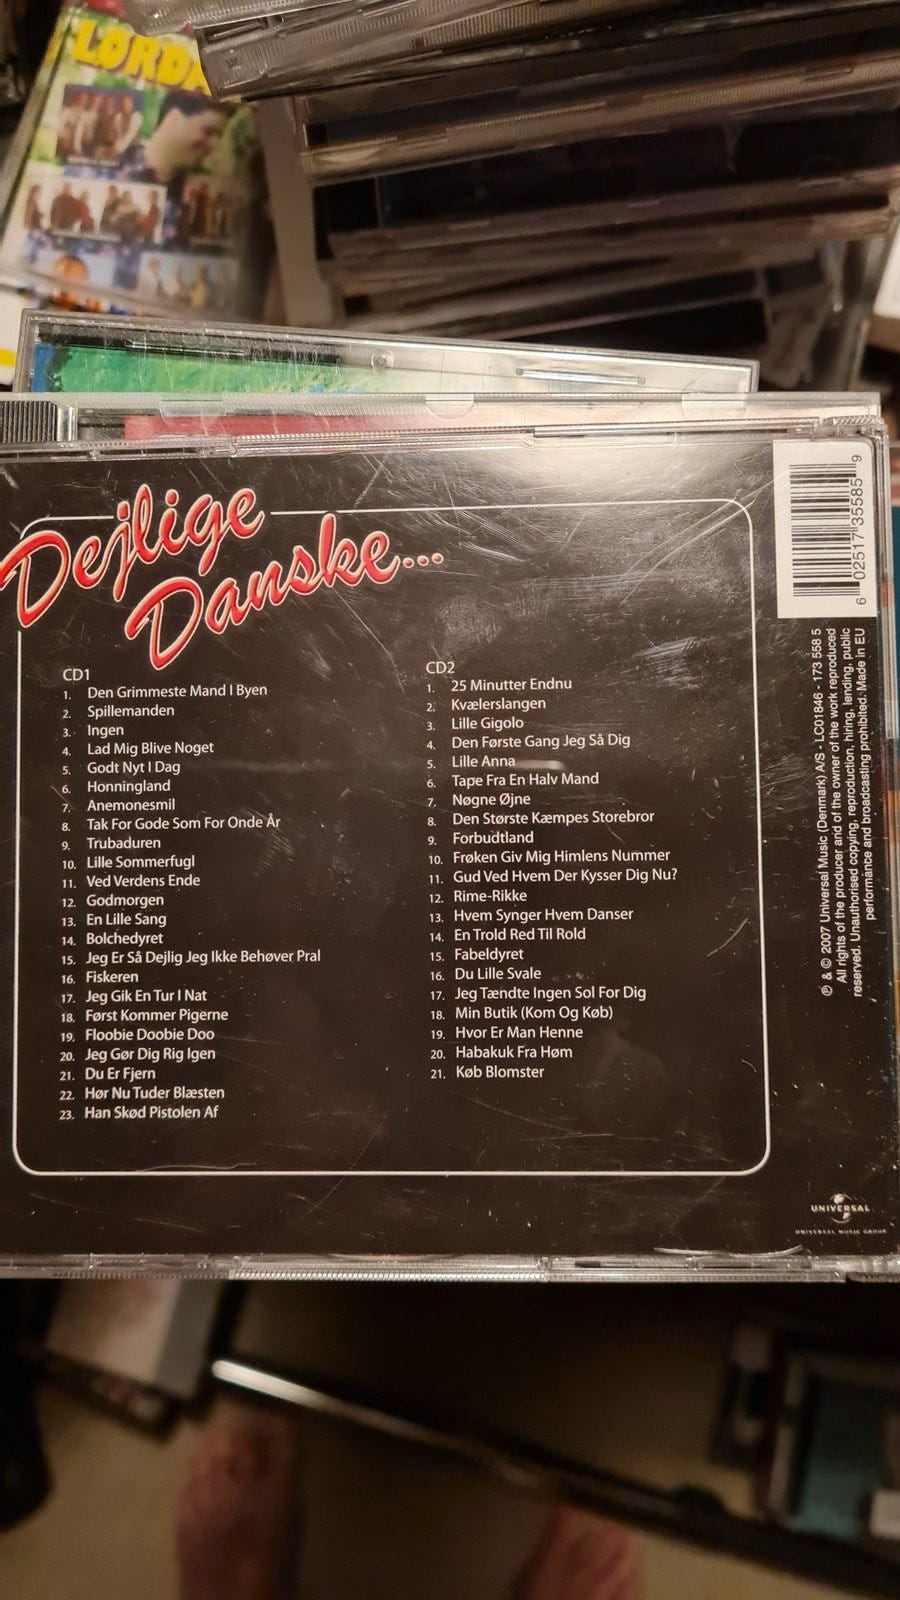 LØRDA
Dejlige
Danske...
CD1
1. Den Grimmeste Mand I Byen
2. Spillemanden
3. Ingen
4. Lad Mig Blive Noget
5. Godt Nyt I Dag
6. Honningland
7. Anemonesmil
8. Tak For Gode Som For Onde År
9. Trubaduren
10. Lille Sommerfugl
11. Ved Verdens Ende
12. Godmorgen
13. En Lille Sang
14. Bolchedyret
15. Jeg Er Så Dejlig Jeg Ikke Behøver Pral
16. Fiskeren
17. Jeg Gik En Tur I Nat
18. Først Kommer Pigerne
19. Floobie Doobie Doo
20. Jeg Gør Dig Rig Igen
21. Du Er Fjern
22. Hør Nu Tuder Blæsten
23. Han Skød Pistolen Af
CD2
1. 25 Minutter Endnu
2. Kvælerslangen
3. Lille Gigolo
4. Den Første Gang Jeg Så Dig
5. Lille Anna
6. Tape Fra En Halv Mand
7. Nøgne Øjne
8. Den Største Kæmpes Storebror
9. Forbudtland
10. Frøken Giv Mig Himlens Nummer
11. Gud Ved Hvem Der Kysser Dig Nu?
12. Rime-Rikke
13. Hvem Synger Hvem Danser
14. En Trold Red Til Rold
15. Fabeldyret
16. Du Lille Svale
17. Jeg Tændte Ingen Sol For Dig
18. Min Butik (Kom Og Køb)
19. Hvor Er Man Henne
20. Habakuk Fra Høm
21. Køb Blomster
6 02517 35585 9
℗ & © 2007 Universal Music (Denmark) A/S - LC01846 - 173 558 5
All rights of the producer and of the owner of the work reproduced
reserved. Unauthorised copying, reproduction, hiring, lending, public
performance and broadcasting prohibited. Made in EU
UNIVERSAL
UNIVERSAL MUSIC GROUP